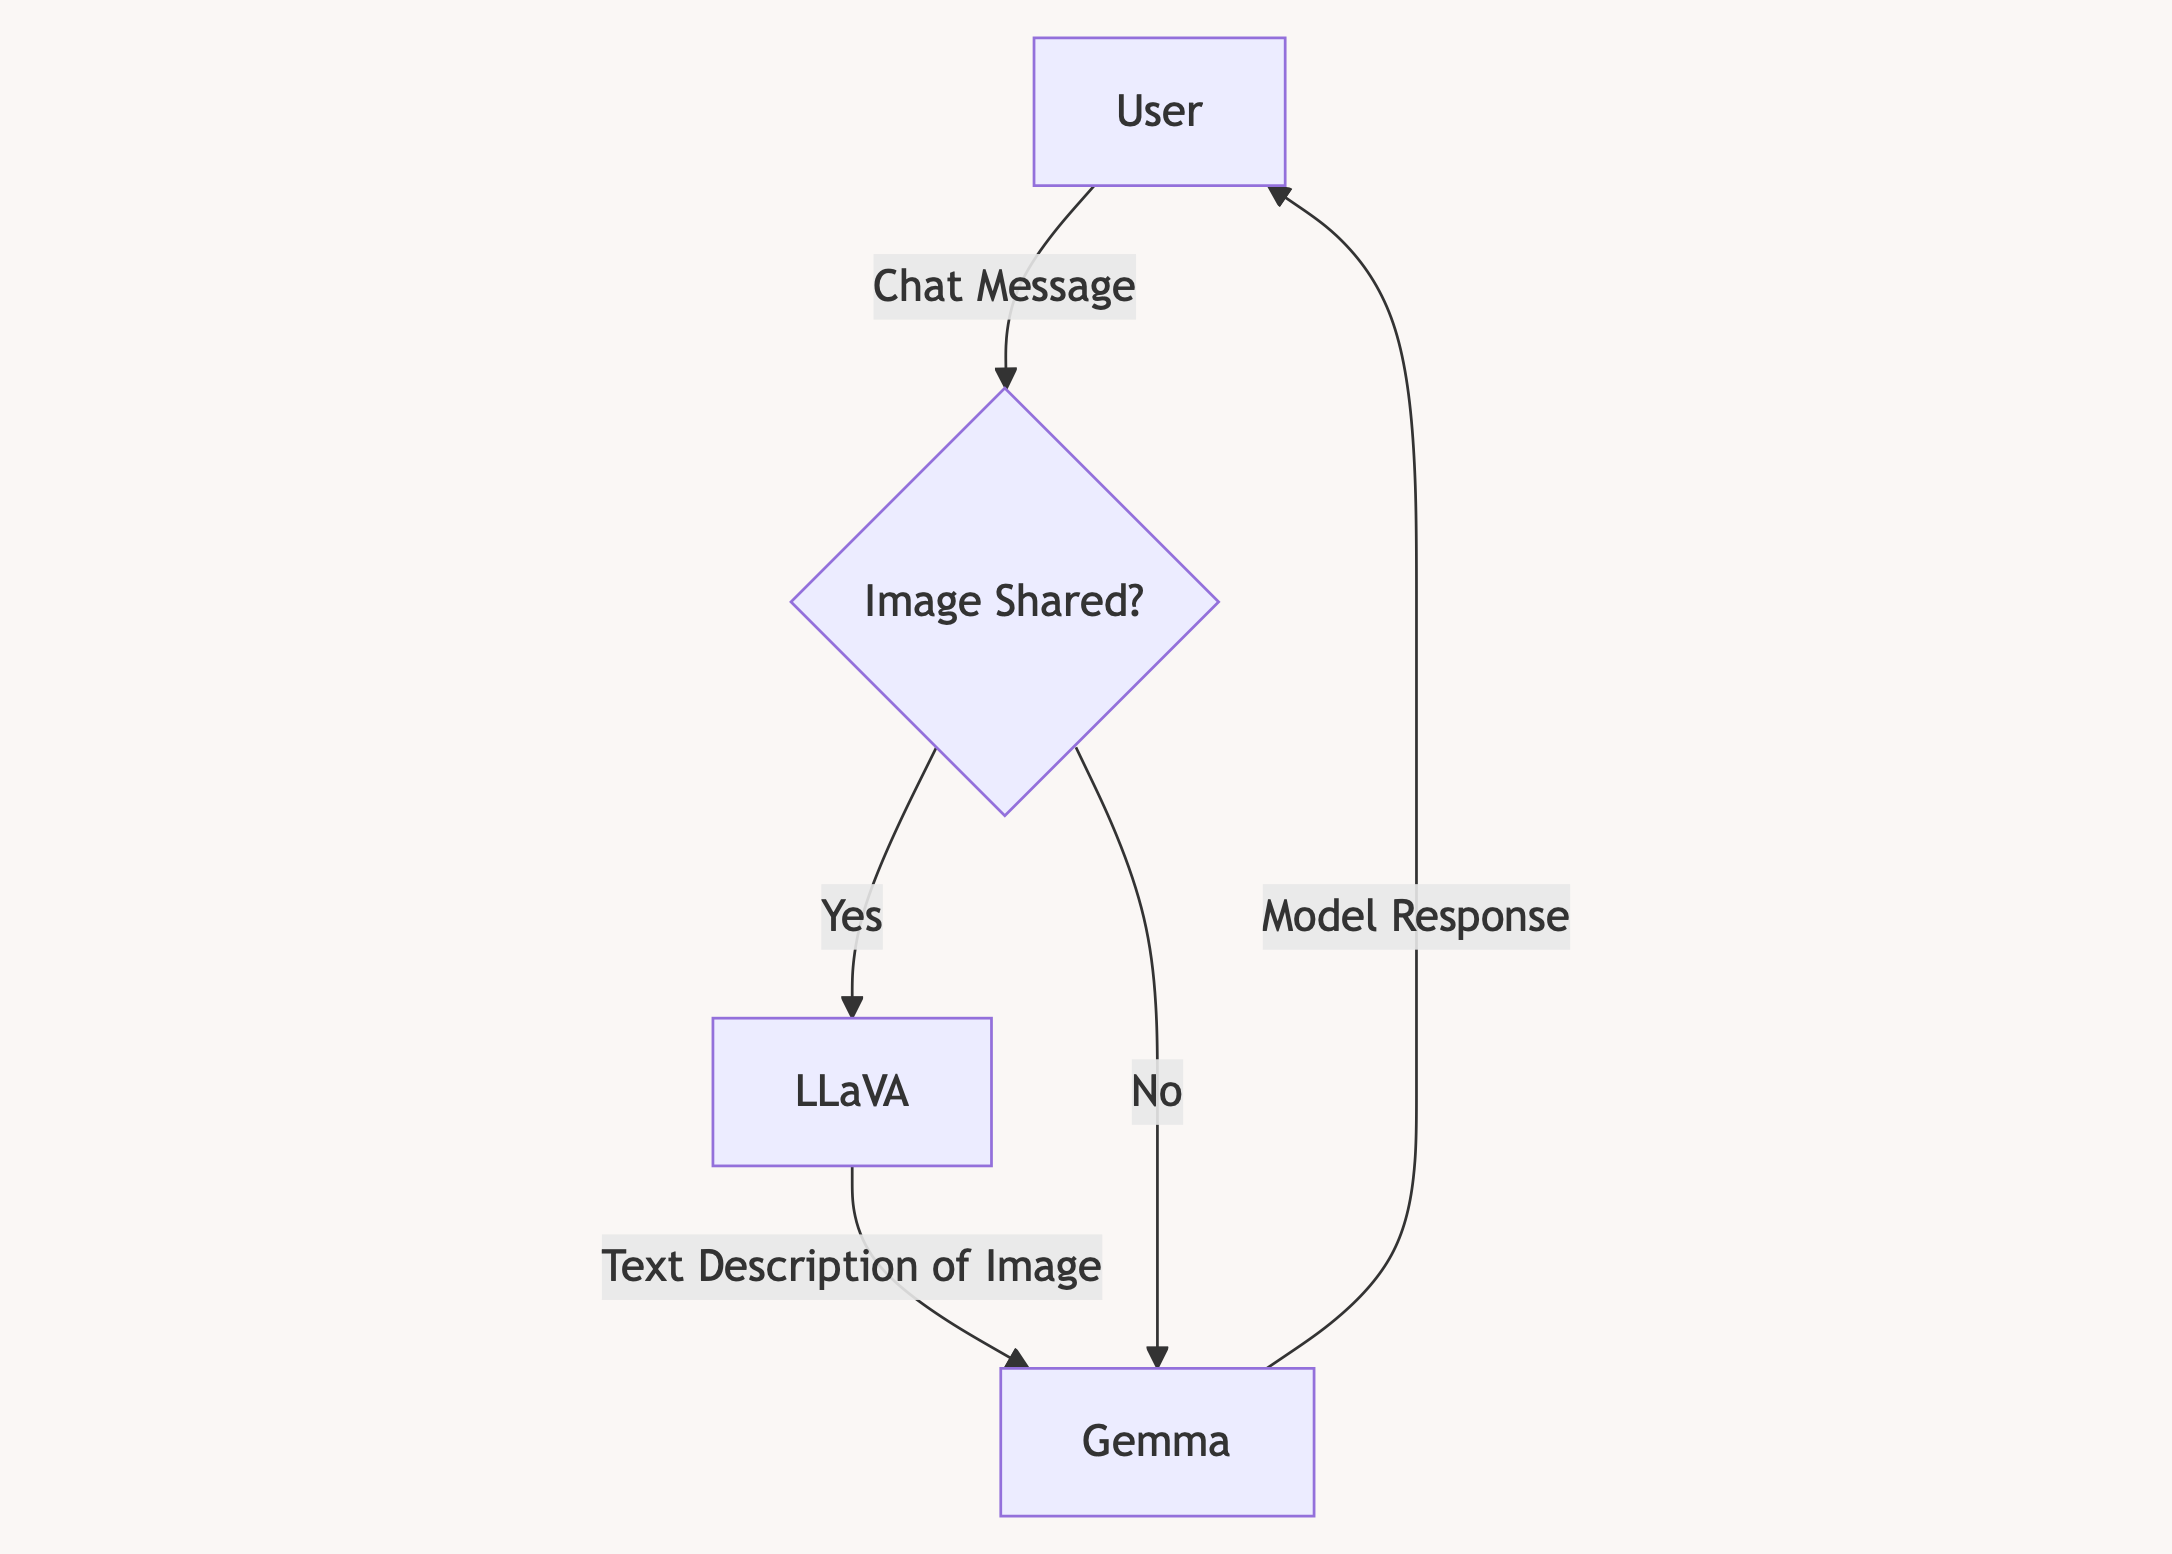 User
Chat Message
Image Shared?
Yes
Model Response
LLaVA
No
Text Description of Image
Gemma